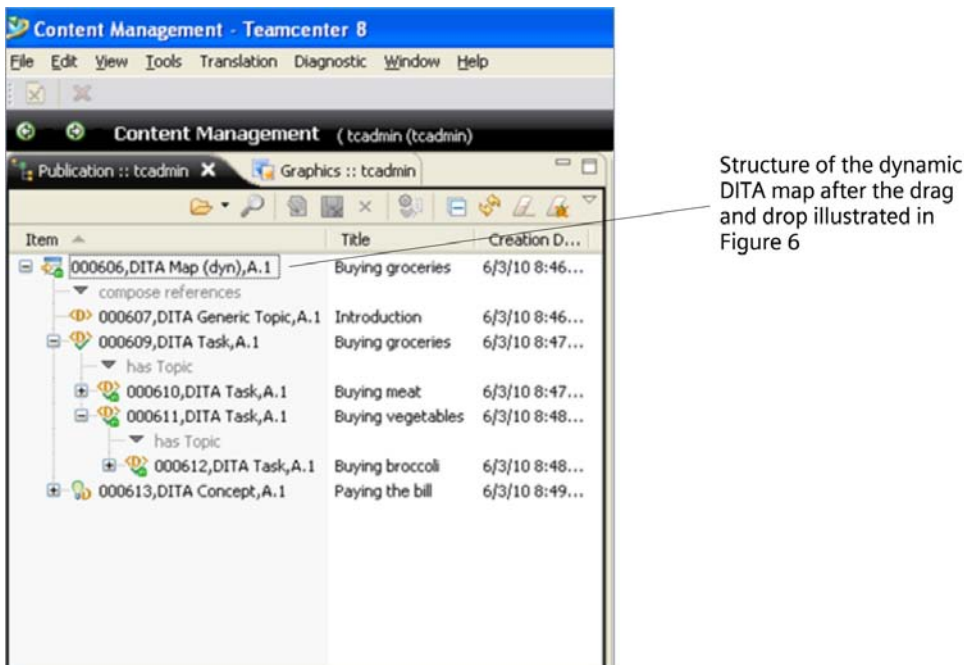 Content Management - Teamcenter 8
File Edit View Tools Translation Diagnostic Window Help
Content Management ( tcadmin (tcadmin)
Publication :: tcadmin Graphics :: tcadmin
Item Title Creation D...
000606,DITA Map (dyn),A.1 Buying groceries 6/3/10 8:46...
compose references
000607,DITA Generic Topic,A.1 Introduction 6/3/10 8:46...
000609,DITA Task,A.1 Buying groceries 6/3/10 8:47...
has Topic
000610,DITA Task,A.1 Buying meat 6/3/10 8:47...
000611,DITA Task,A.1 Buying vegetables 6/3/10 8:48...
has Topic
000612,DITA Task,A.1 Buying broccoli 6/3/10 8:48...
000613,DITA Concept,A.1 Paying the bill 6/3/10 8:49...
Structure of the dynamic
DITA map after the drag
and drop illustrated in
Figure 6